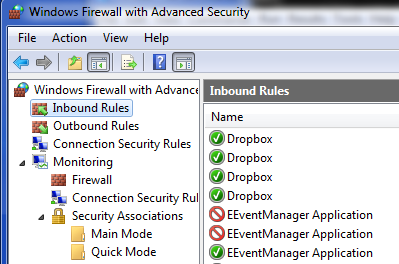 Windows Firewall with Advanced Security
File Action View Help
Windows Firewall with Advance
Inbound Rules
Outbound Rules
Connection Security Rules
Monitoring
Firewall
Connection Security Rul
Security Associations
Main Mode
Quick Mode
Inbound Rules
Name
Dropbox
Dropbox
Dropbox
Dropbox
EEventManager Application
EEventManager Application
EEventManager Application